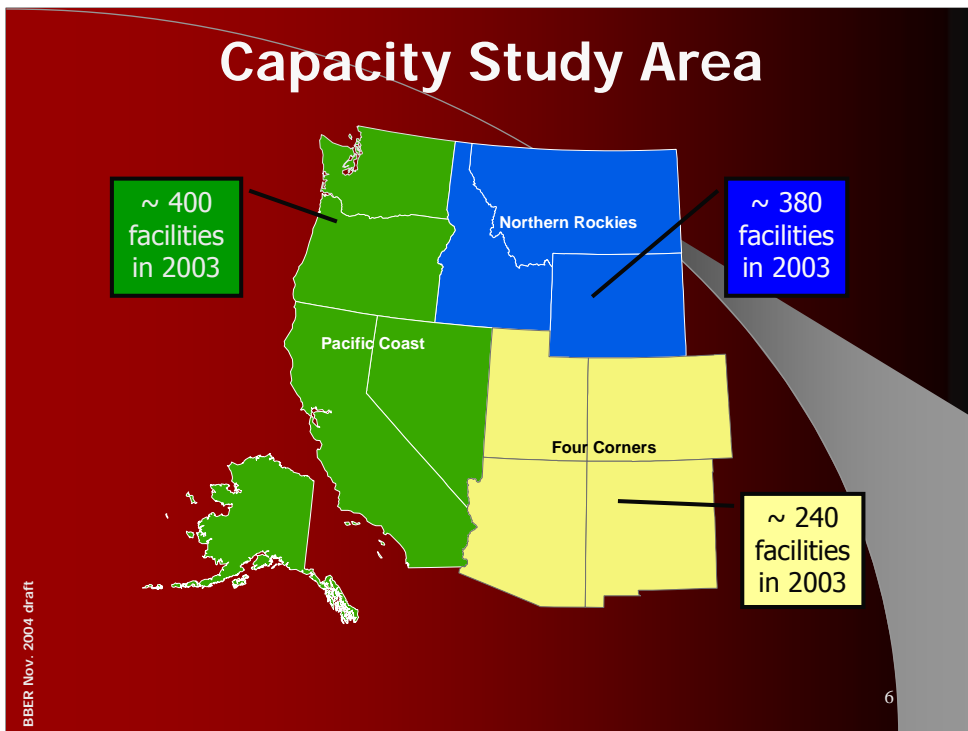 Capacity Study Area
~ 400
facilities
in 2003
Northern Rockies
~ 380
facilities
in 2003
Pacific Coast
Four Corners
~ 240
facilities
in 2003
BBER Nov. 2004 draft
6